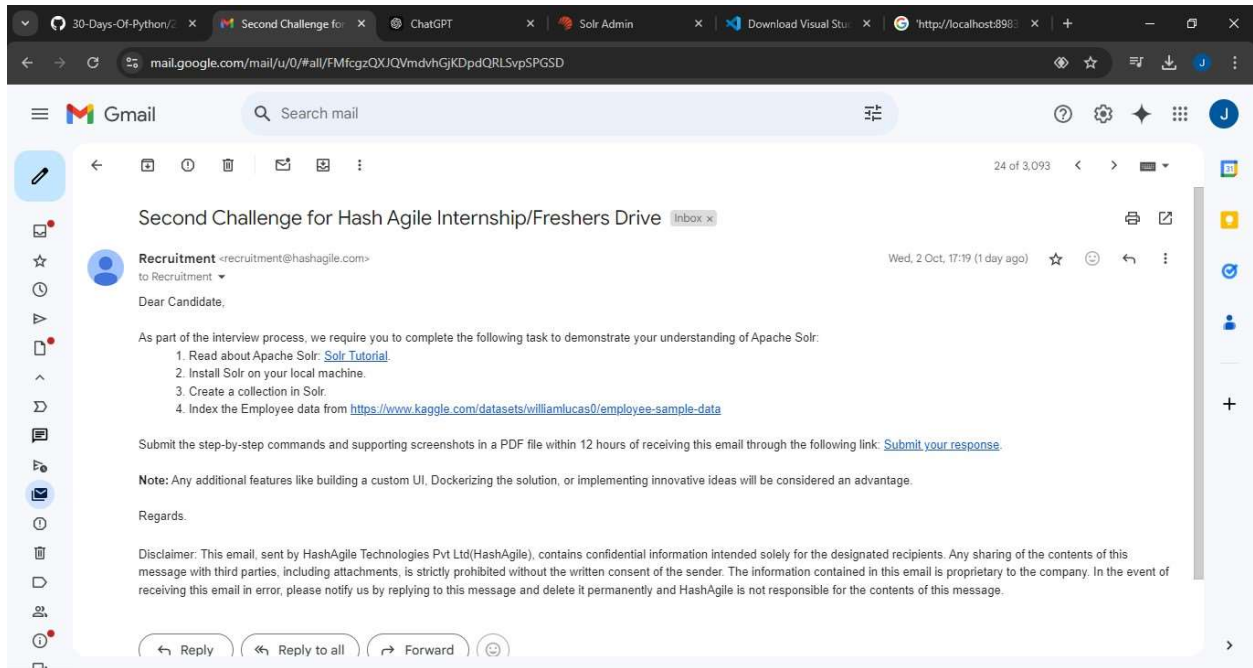 30-Days-Of-Python/2
Second Challenge for
ChatGPT
Solr Admin
Download Visual Stu
'http://localhost:8983
mail.google.com/mail/u/0/#all/FMfcgzQXJQVmdvhGjKDpdQRLSvpSPGSD
J
Gmail
Search mail
J
24 of 3,093
31
Second Challenge for Hash Agile Internship/Freshers Drive Inbox x
Recruitment <recruitment@hashagile.com>
Wed, 2 Oct, 17:19 (1 day ago)
to Recruitment
Dear Candidate,
As part of the interview process, we require you to complete the following task to demonstrate your understanding of Apache Solr:
1. Read about Apache Solr: Solr Tutorial.
2. Install Solr on your local machine.
3. Create a collection in Solr.
4. Index the Employee data from https://www.kaggle.com/datasets/williamlucas0/employee-sample-data
Submit the step-by-step commands and supporting screenshots in a PDF file within 12 hours of receiving this email through the following link: Submit your response.
Note: Any additional features like building a custom UI, Dockerizing the solution, or implementing innovative ideas will be considered an advantage.
Regards.
Disclaimer: This email, sent by HashAgile Technologies Pvt Ltd(HashAgile), contains confidential information intended solely for the designated recipients. Any sharing of the contents of this
message with third parties, including attachments, is strictly prohibited without the written consent of the sender. The information contained in this email is proprietary to the company. In the event of
receiving this email in error, please notify us by replying to this message and delete it permanently and HashAgile is not responsible for the contents of this message.
Reply
Reply to all
Forward